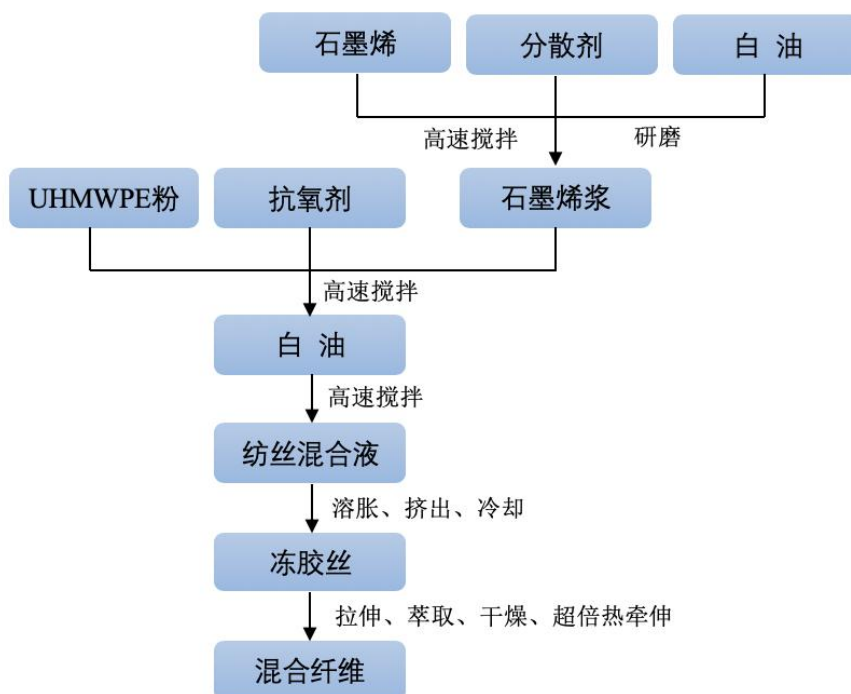 石墨烯
分散剂
白 油
高速搅拌
研磨
UHMWPE粉
抗氧剂
石墨烯浆
高速搅拌
白 油
高速搅拌
纺丝混合液
溶胀、挤出、冷却
冻胶丝
拉伸、萃取、干燥、超倍热牵伸
混合纤维